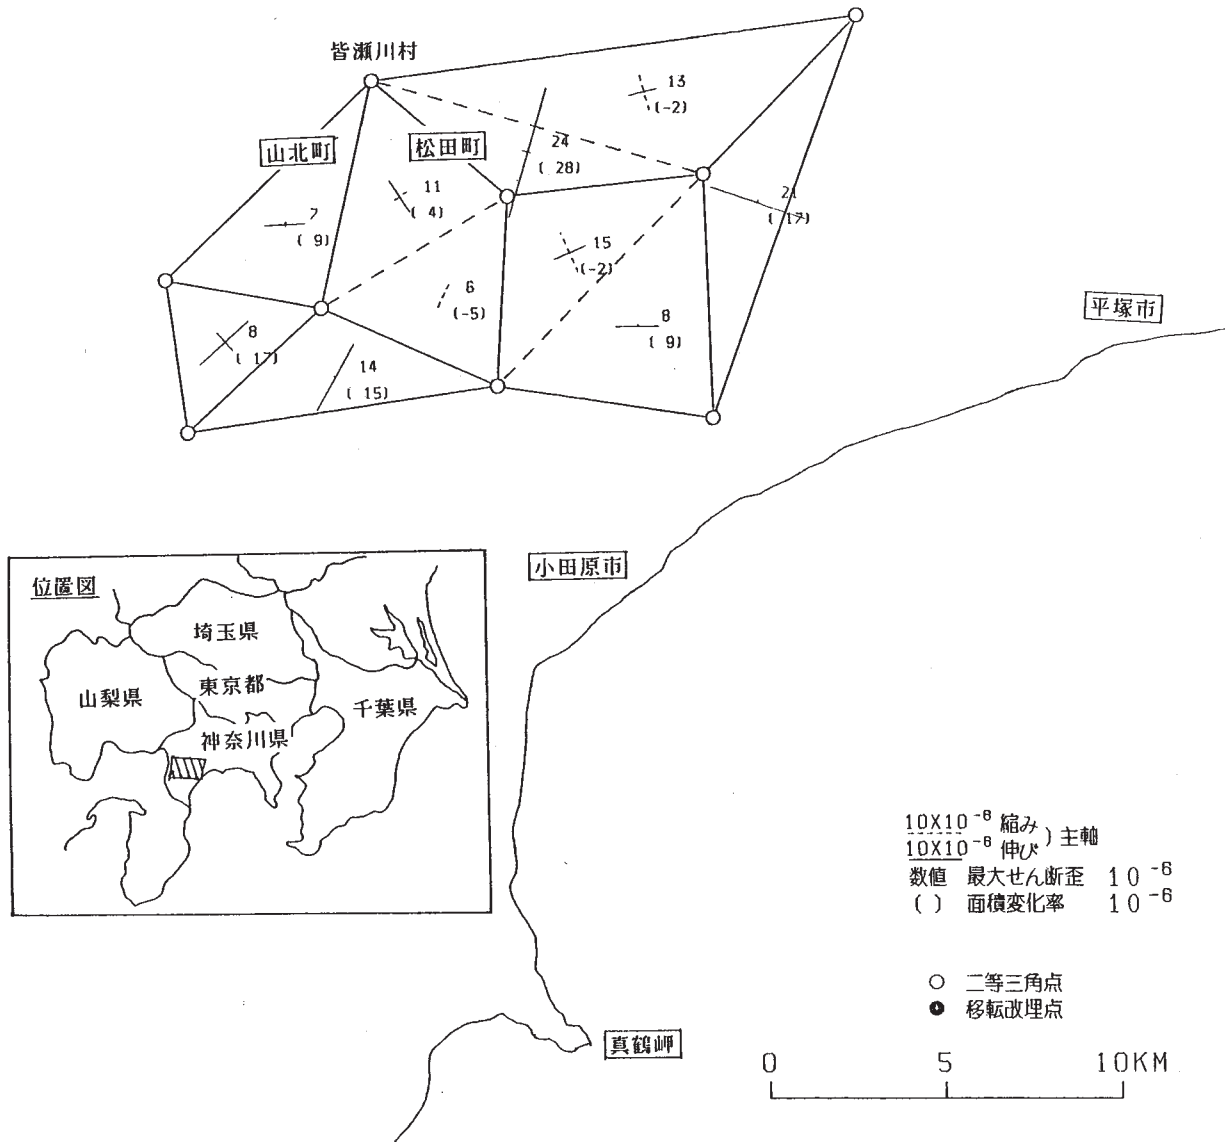 皆瀬川村
13
(-2)
山北町
松田町
24
( 28)
11
( 4)
21
( 17)
7
( 9)
15
(-2)
6
(-5)
平塚市
8
( 17)
8
( 9)
14
( 15)
小田原市
位置図
埼玉県
山梨県
東京都
千葉県
神奈川県
10X10⁻⁶ 縮み
10X10⁻⁶ 伸び
) 主軸
数値 最大せん断歪 10⁻⁶
( ) 面積変化率 10⁻⁶
○ 二等三角点
● 移転改埋点
真鶴岬
0 5 10KM